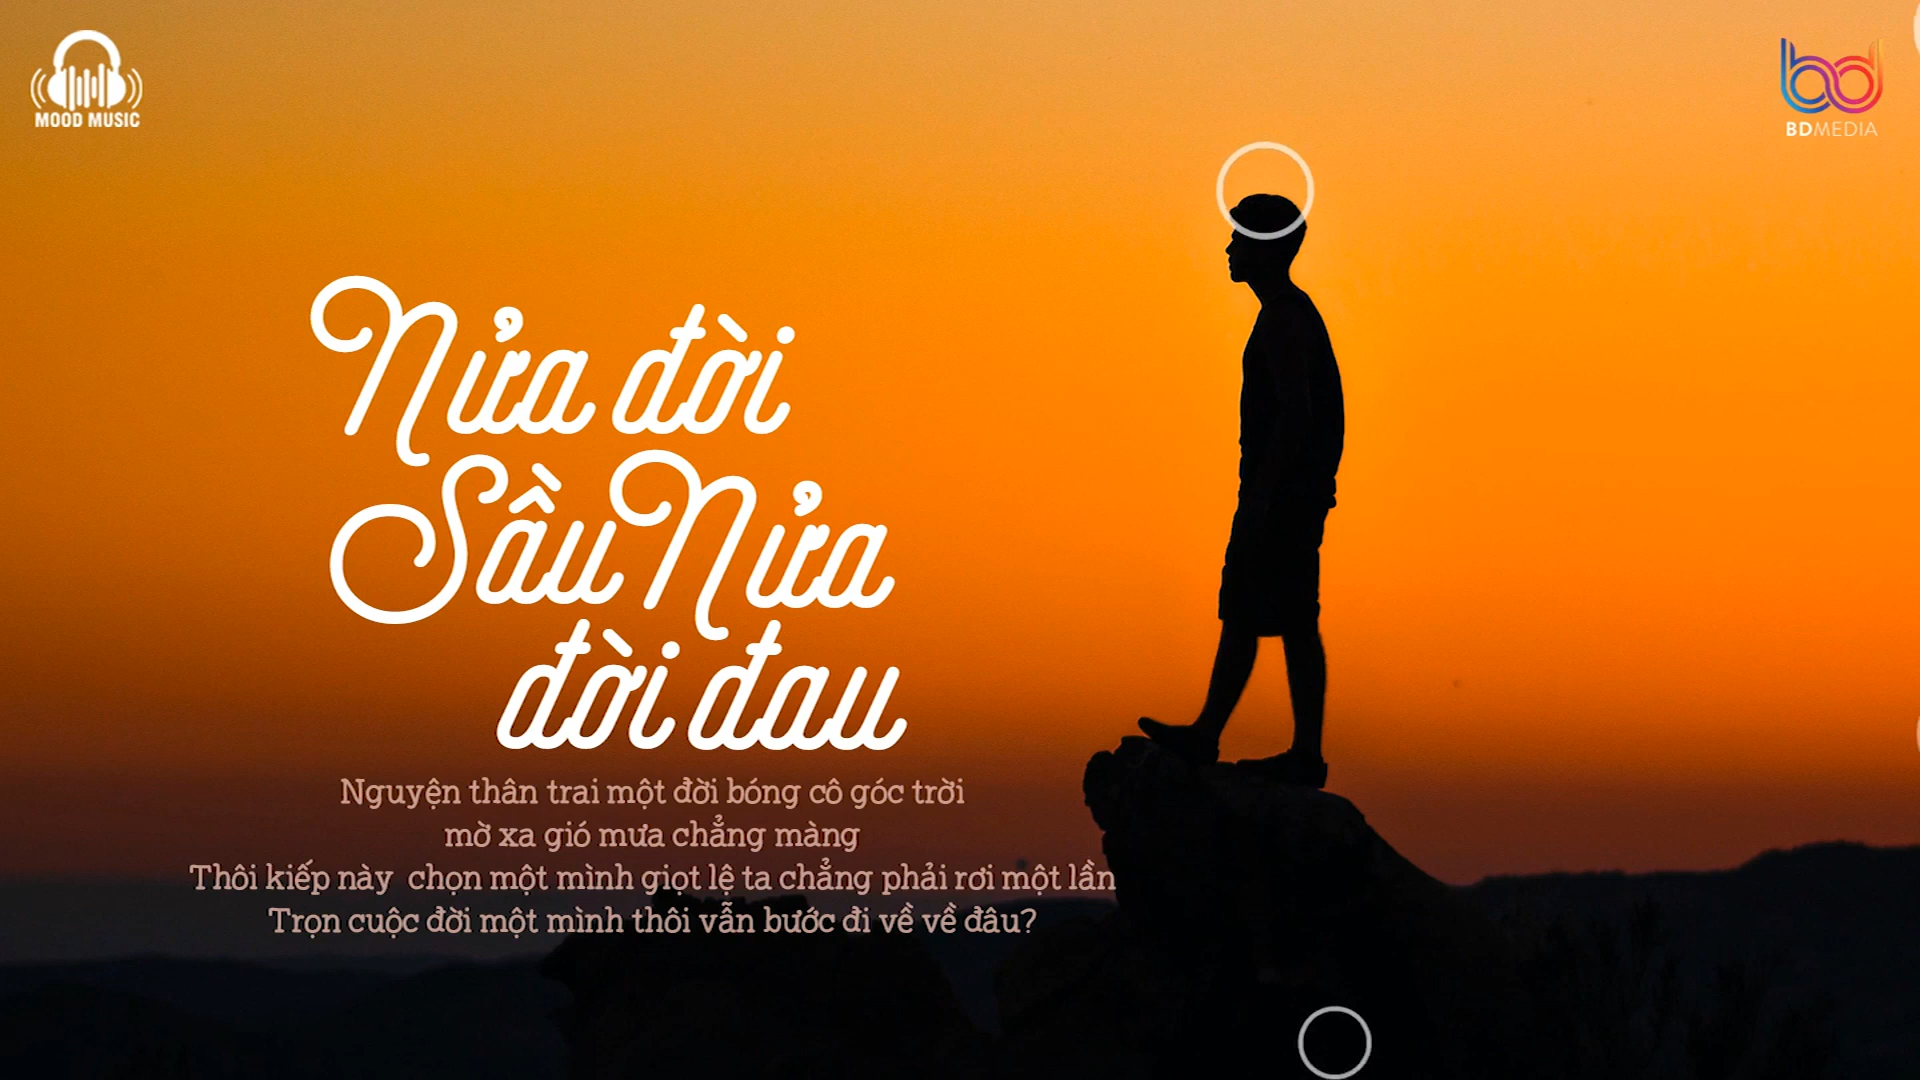 MOOD MUSIC
BDMEDIA
Nửa đời
Sầu Nửa
đời đau
Nguyện thân trai một đời bóng cô góc trời
mờ xa gió mưa chẳng màng
Thôi kiếp này chọn một mình giọt lệ ta chẳng phải rơi một lần
Trọn cuộc đời một mình thôi vẫn bước đi về về đâu?